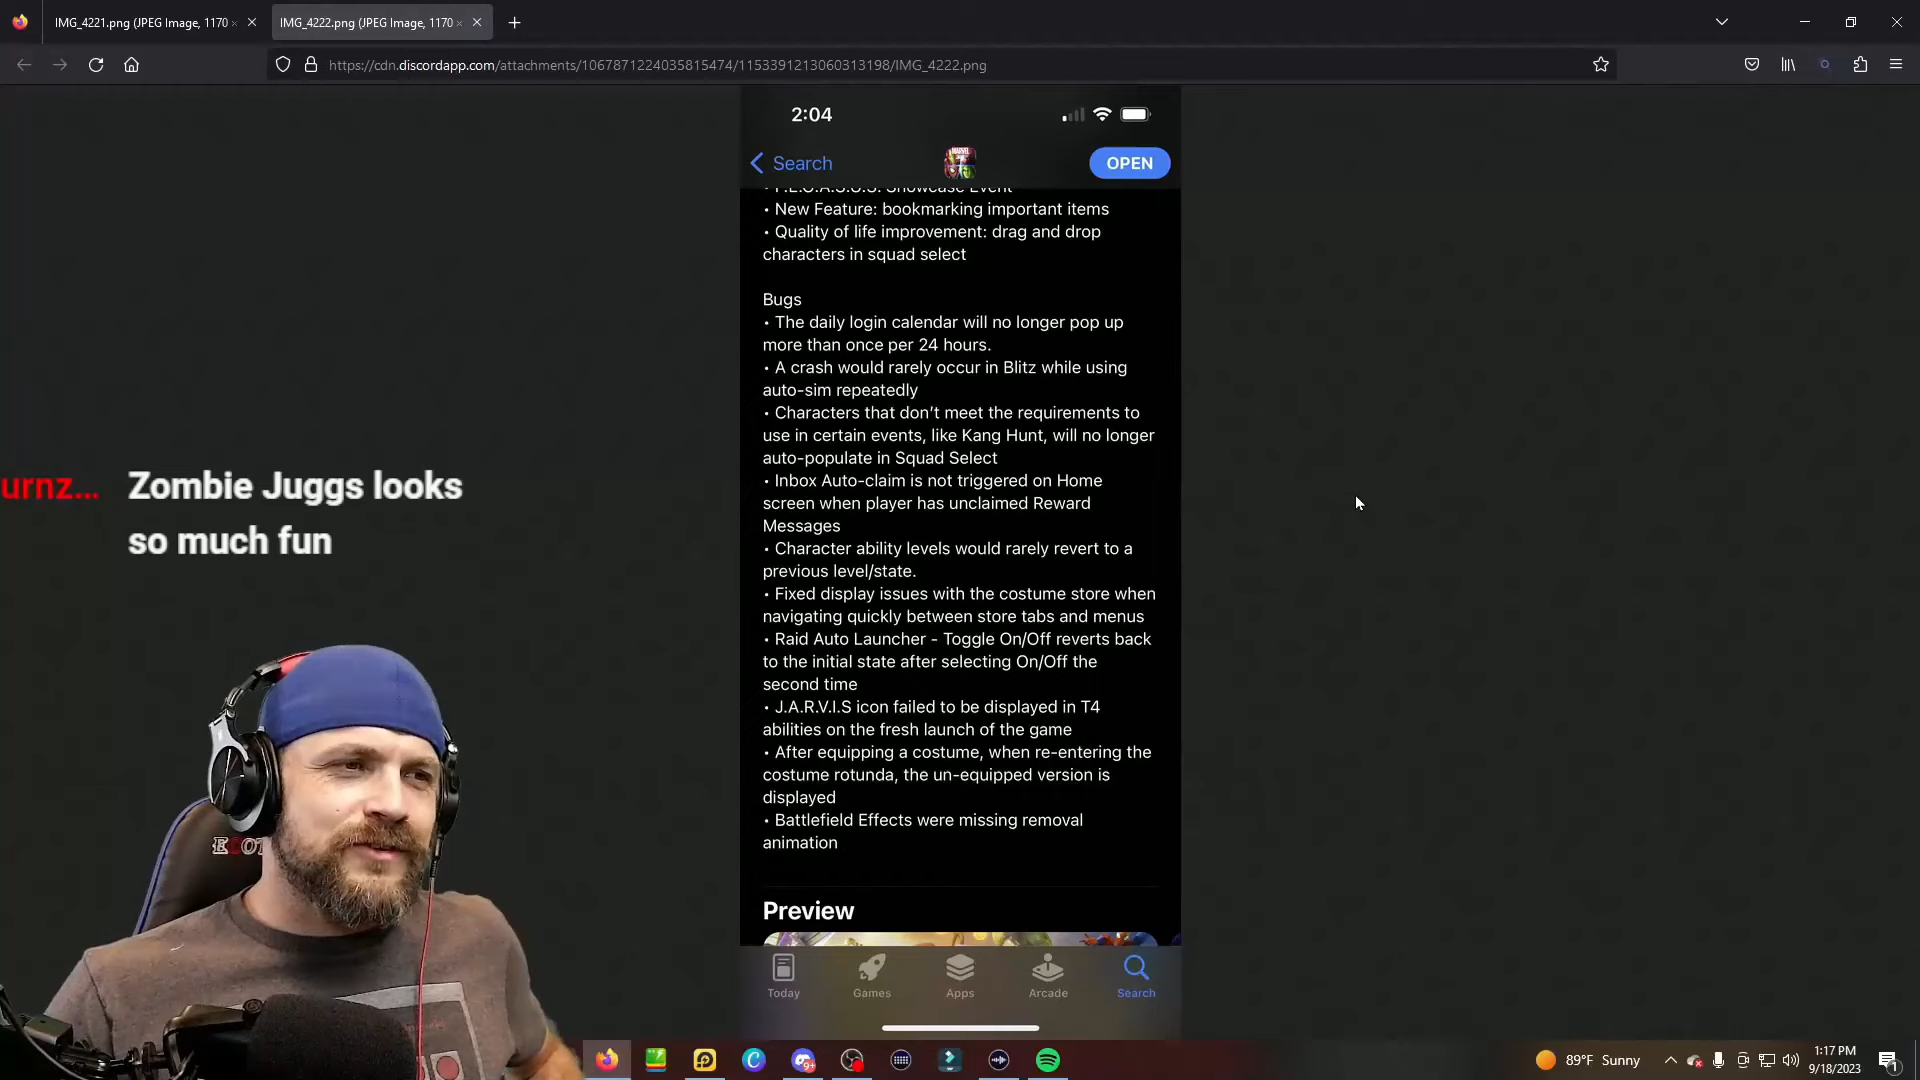 IMG_4221.png (JPEG Image, 1170
IMG_4222.png (JPEG Image, 1170
https://cdn.discordapp.com/attachments/1067871224035815474/1153391213060313198/IMG_4222.png
2:04
Search
MARVEL
OPEN
• P.E.G.A.S.U.S. Showcase Event
• New Feature: bookmarking important items
• Quality of life improvement: drag and drop
characters in squad select
Bugs
• The daily login calendar will no longer pop up
more than once per 24 hours.
• A crash would rarely occur in Blitz while using
auto-sim repeatedly
• Characters that don’t meet the requirements to
use in certain events, like Kang Hunt, will no longer
auto-populate in Squad Select
• Inbox Auto-claim is not triggered on Home
screen when player has unclaimed Reward
Messages
• Character ability levels would rarely revert to a
previous level/state.
• Fixed display issues with the costume store when
navigating quickly between store tabs and menus
• Raid Auto Launcher - Toggle On/Off reverts back
to the initial state after selecting On/Off the
second time
• J.A.R.V.I.S icon failed to be displayed in T4
abilities on the fresh launch of the game
• After equipping a costume, when re-entering the
costume rotunda, the un-equipped version is
displayed
• Battlefield Effects were missing removal
animation
Preview
Today
Games
Apps
Arcade
Search
urnz... Zombie Juggs looks
so much fun
9+
89°F Sunny
1:17 PM
9/18/2023
1